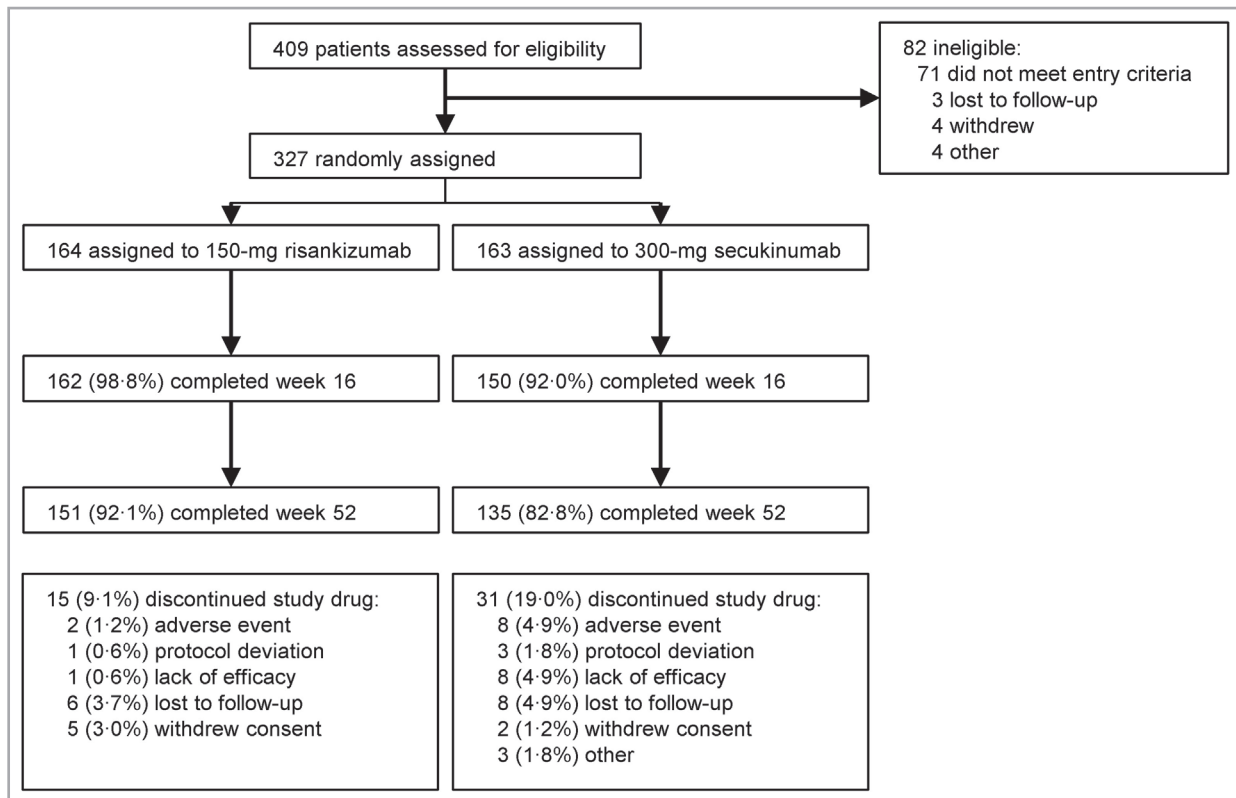 409 patients assessed for eligibility
82 ineligible:
71 did not meet entry criteria
3 lost to follow-up
4 withdrew
4 other
327 randomly assigned
164 assigned to 150-mg risankizumab
163 assigned to 300-mg secukinumab
162 (98·8%) completed week 16
150 (92·0%) completed week 16
151 (92·1%) completed week 52
135 (82·8%) completed week 52
15 (9·1%) discontinued study drug:
2 (1·2%) adverse event
1 (0·6%) protocol deviation
1 (0·6%) lack of efficacy
6 (3·7%) lost to follow-up
5 (3·0%) withdrew consent
31 (19·0%) discontinued study drug:
8 (4·9%) adverse event
3 (1·8%) protocol deviation
8 (4·9%) lack of efficacy
8 (4·9%) lost to follow-up
2 (1·2%) withdrew consent
3 (1·8%) other